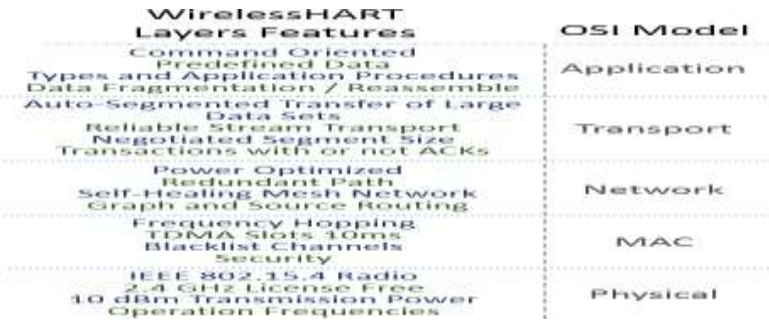 WirelessHART
Layers Features
OSI Model
Command Oriented
Predefined Data
Types and Application Procedures
Data Fragmentation / Reassemble
Application
Auto-Segmented Transfer of Large
Data Sets
Reliable Stream Transport
Negotiated Segment Size
Transactions with or not ACKs
Transport
Power Optimized
Redundant Path
Self-Healing Mesh Network
Graph and Source Routing
Network
Frequency Hopping
TDMA Slots 10ms
Blacklist Channels
Security
MAC
IEEE 802.15.4 Radio
2.4 GHz License Free
10 dBm Transmission Power
Operation Frequencies
Physical